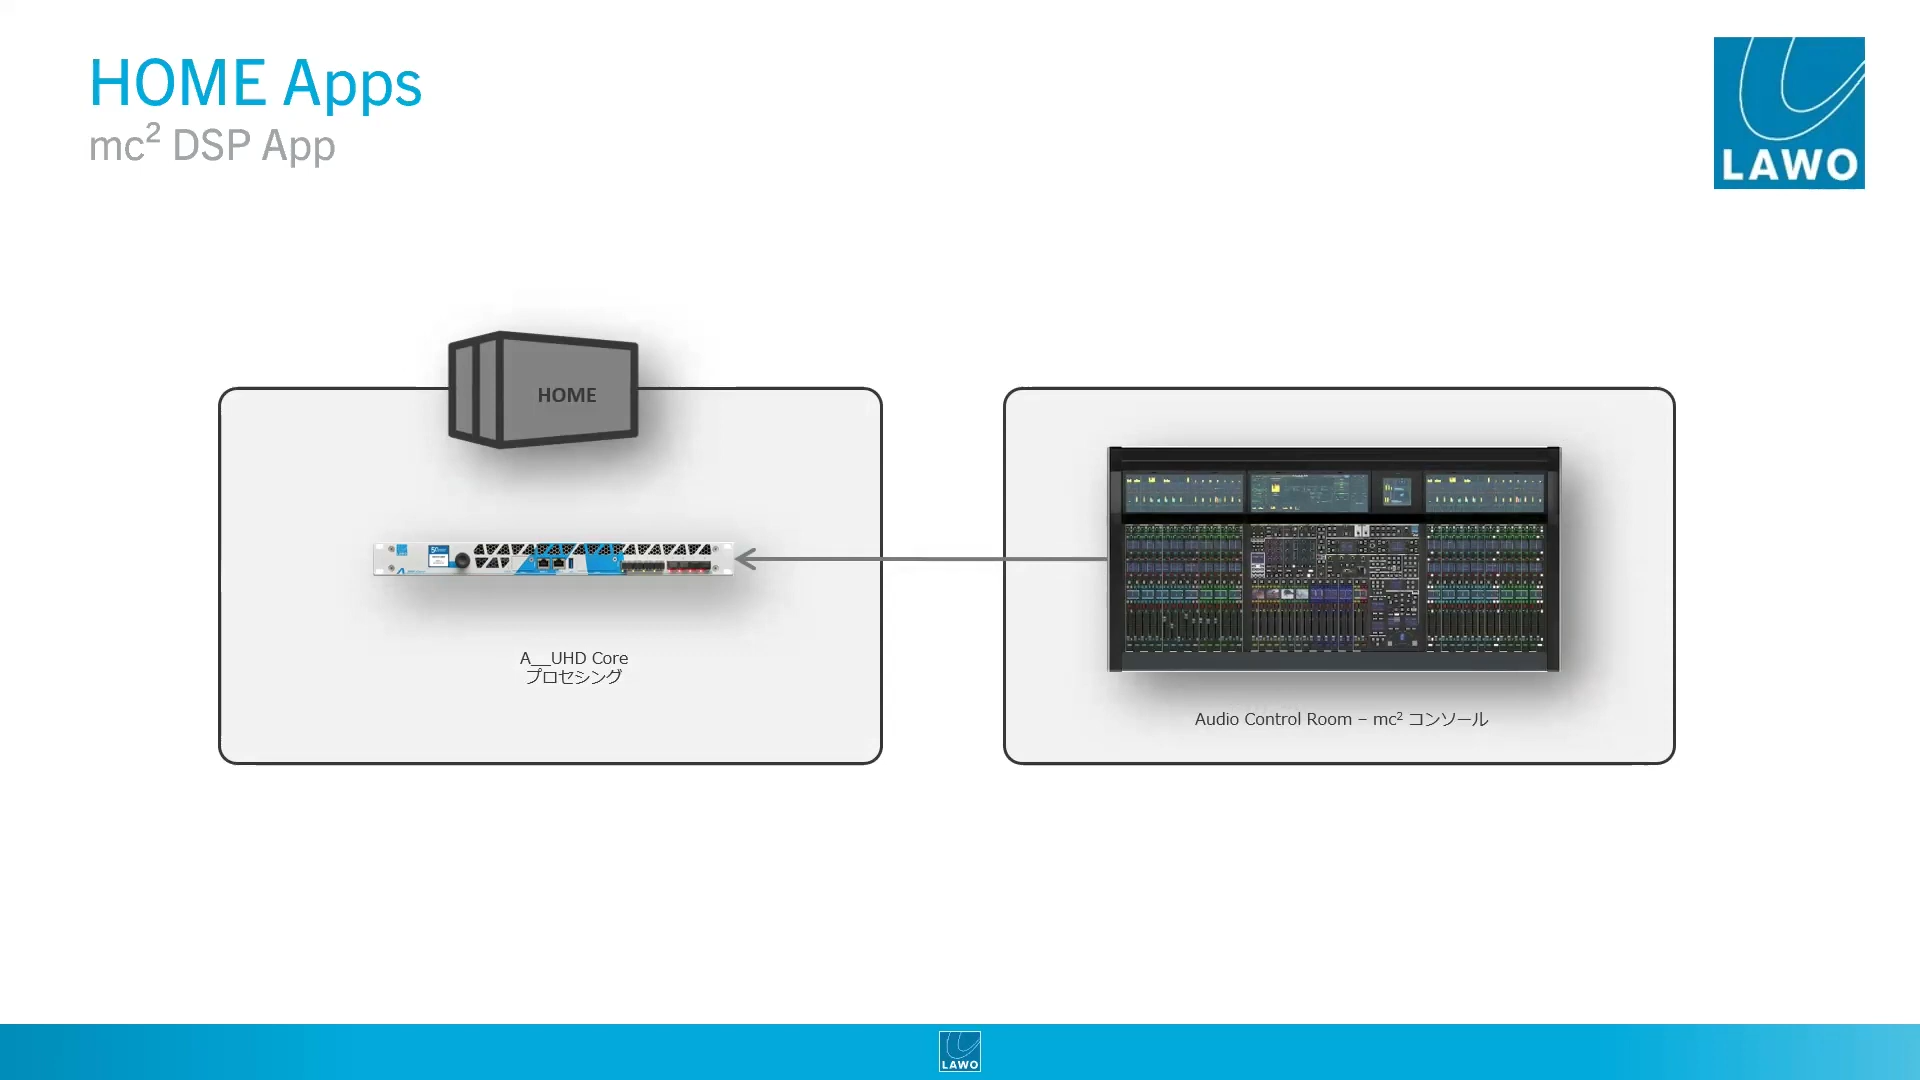 HOME Apps
mc² DSP App
LAWO
HOME
A__UHD Core
プロセシング
Audio Control Room – mc² コンソール
LAWO